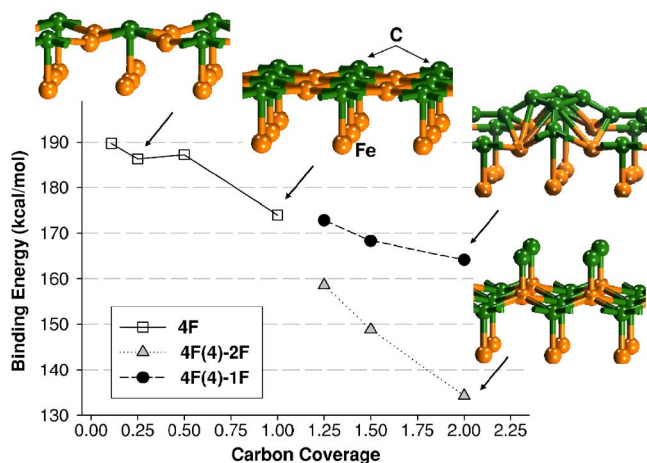 C
Fe
190
180
170
160
150
140
130
Binding Energy (kcal/mol)
4F
4F(4)-2F
4F(4)-1F
0.00 0.25 0.50 0.75 1.00 1.25 1.50 1.75 2.00 2.25
Carbon Coverage